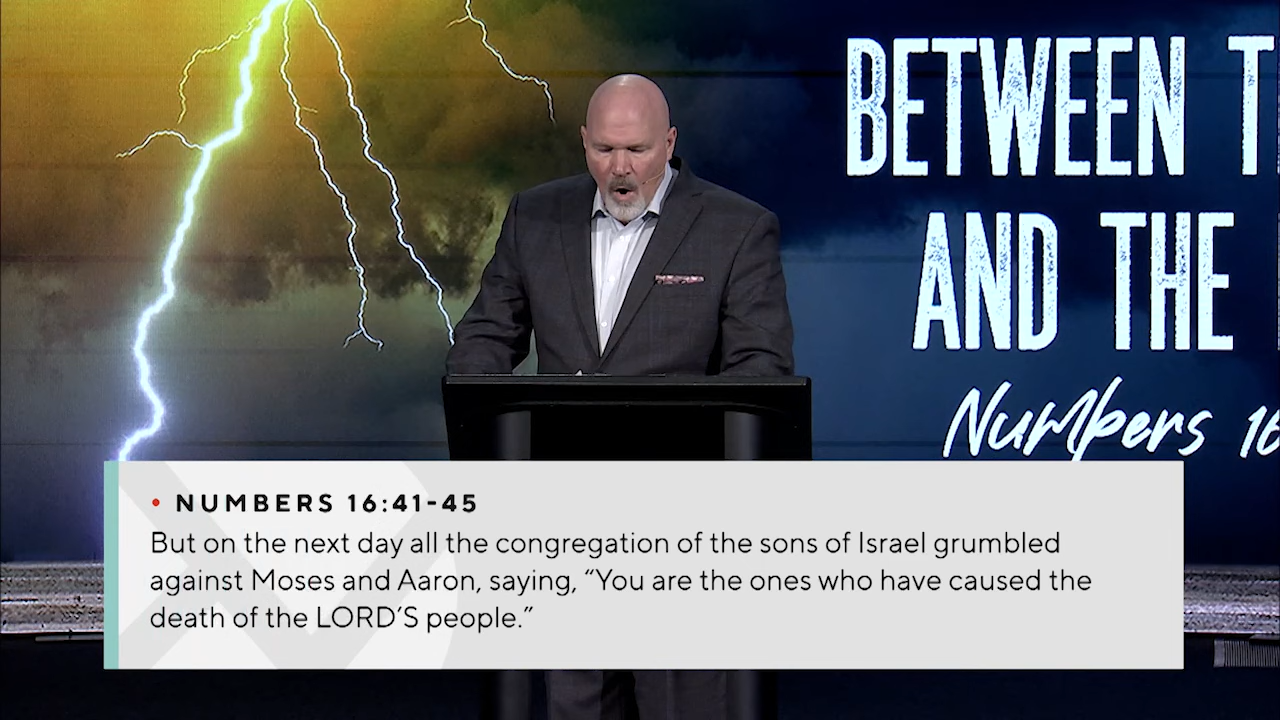 BETWEEN
AND THE
Numbers 16
• NUMBERS 16:41-45
But on the next day all the congregation of the sons of Israel grumbled
against Moses and Aaron, saying, “You are the ones who have caused the
death of the LORD’S people.”